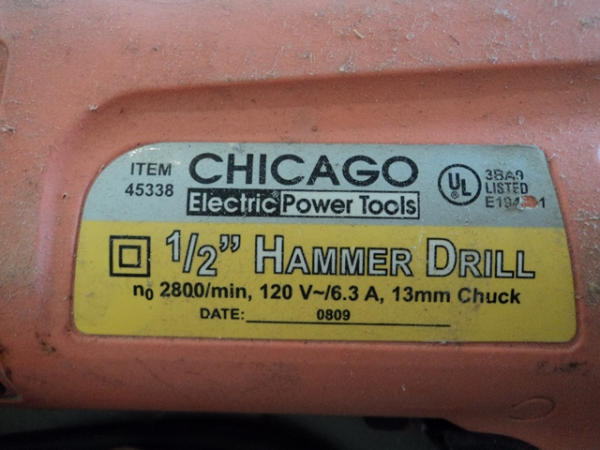 ITEM
45338
CHICAGO
Electric Power Tools
UL
3BA9
LISTED
1/2" HAMMER DRILL
n0 2800/min, 120 V~/6.3 A, 13mm Chuck
DATE: 0809